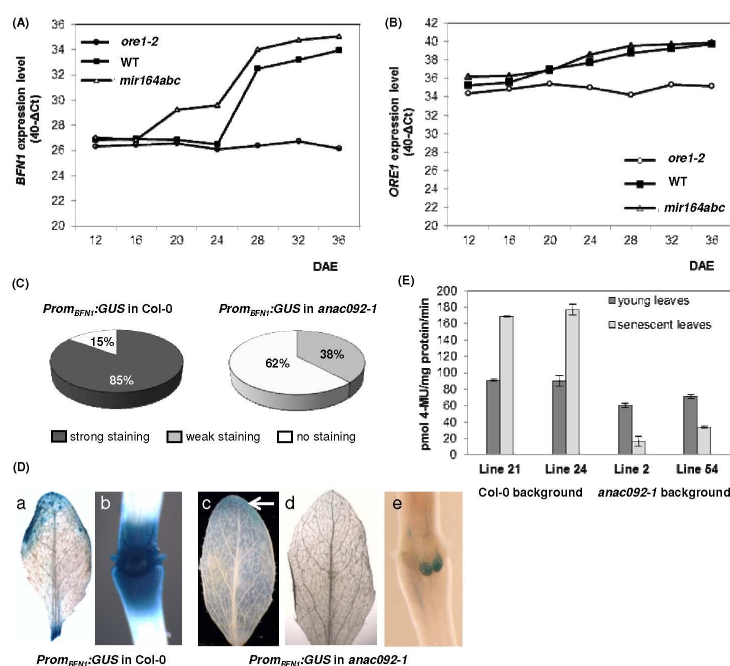 (A)
BFN1 expression level
(40-ΔCt)
36
34
32
30
28
26
24
22
20
ore1-2
WT
mir164abc
12 16 20 24 28 32 36
DAE
(B)
ORE1 expression level
(40-ΔCt)
42
40
38
36
34
32
30
28
26
24
22
20
ore1-2
WT
mir164abc
12 16 20 24 28 32 36
DAE
(C)
PromBFN1:GUS in Col-0
15%
85%
PromBFN1:GUS in anac092-1
38%
62%
strong staining weak staining no staining
(E)
pmol 4-MU/mg protein/min
200
180
160
140
120
100
80
60
40
20
0
young leaves
senescent leaves
Line 21 Line 24 Line 2 Line 54
Col-0 background anac092-1 background
(D)
a b c d e
PromBFN1:GUS in Col-0 PromBFN1:GUS in anac092-1